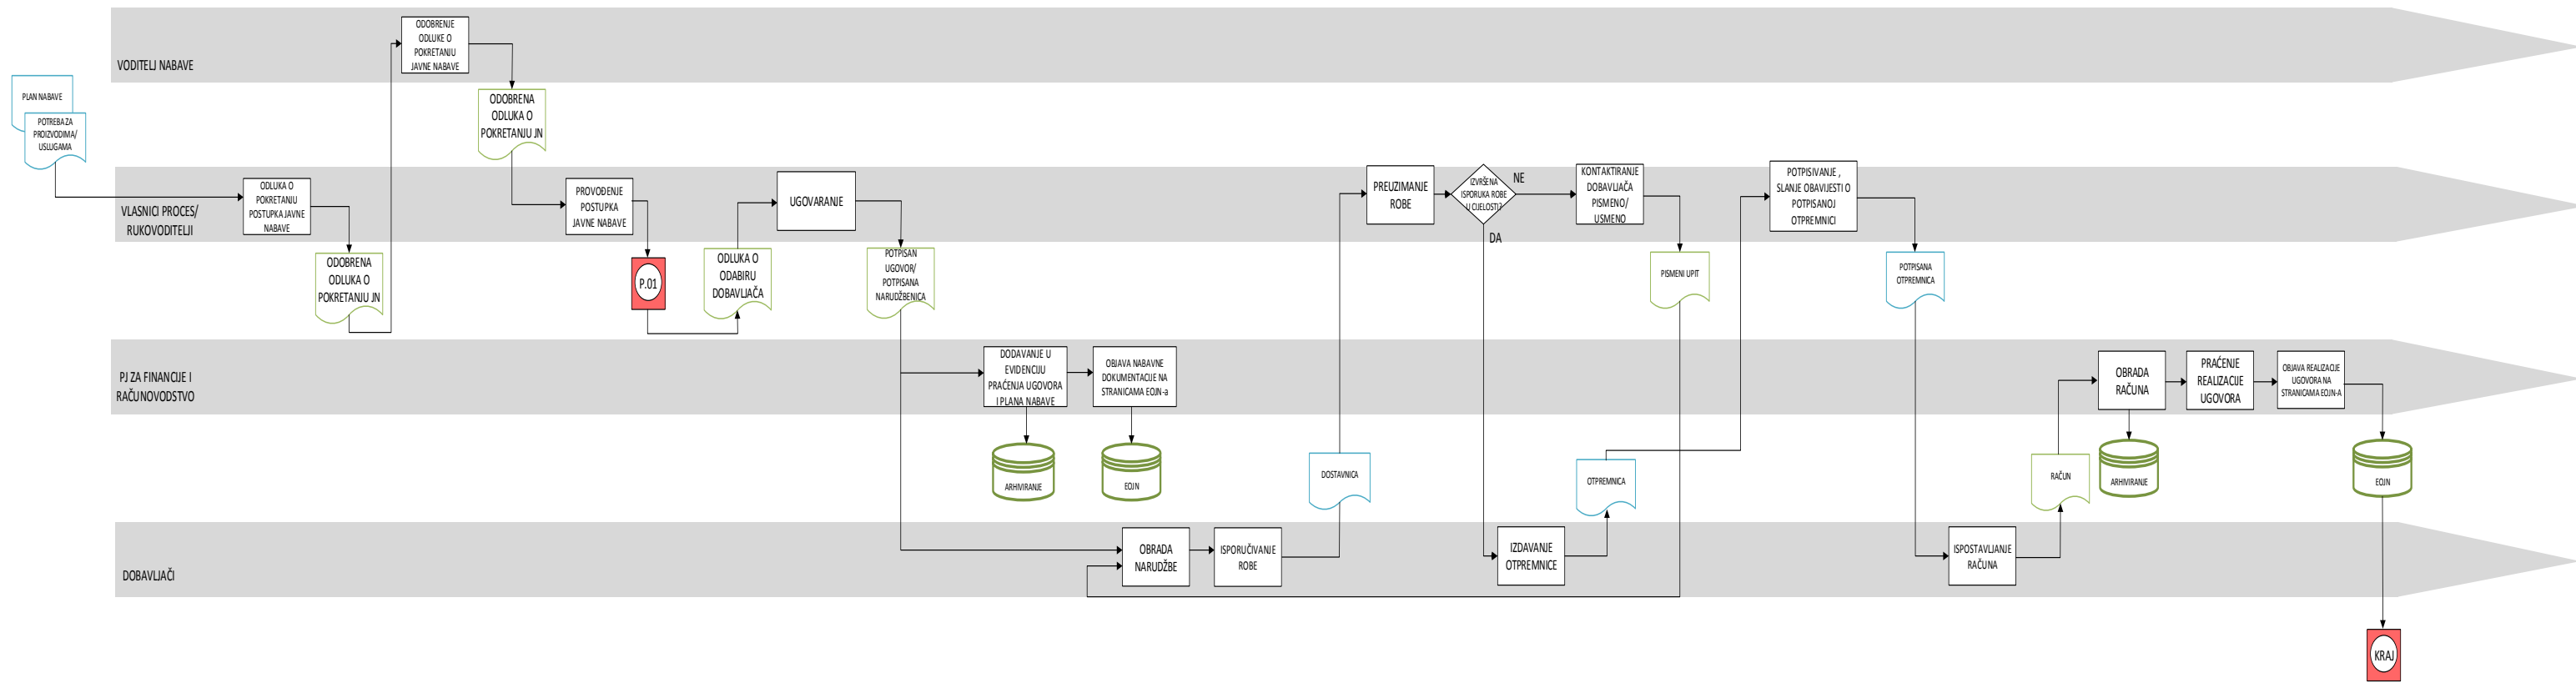 VODITELJ NABAVE
PLAN NABAVE
POTREBA ZA
PROIZVODIMA/
USLUGAMA
ODOBRENJE
ODLUKE O
POKRETANJU
JAVNE NABAVE
ODOBRENA
ODLUKA O
POKRETANJU JN
VLASNICI PROCES/
RUKOVODITELJI
ODLUKA O
POKRETANJU
POSTUPKA JAVNE
NABAVE
ODOBRENA
ODLUKA O
POKRETANJU JN
PROVOĐENJE
POSTUPKA
JAVNE NABAVE
P.01
ODLUKA O
ODABIRU
DOBAVLJAČA
UGOVARANJE
POTPISAN
UGOVOR/
POTPISANA
NARUDŽBENICA
PREUZIMANJE
ROBE
IZVRŠENA
ISPORUKA ROBE
U CIJELOSTI?
NE
DA
KONTAKTIRANJE
DOBAVLJAČA
PISMENO/
USMENO
PISMENI UPIT
POTPISIVANJE ,
SLANJE OBAVIJESTI O
POTPISANOJ
OTPREMNICI
POTPISANA
OTPREMNICA
PJ ZA FINANCIJE I
RAČUNOVODSTVO
DODAVANJE U
EVIDENCIJU
PRAĆENJA UGOVORA
I PLANA NABAVE
OBJAVA NABAVNE
DOKUMENTACIJE NA
STRANICAMA EOJN-a
ARHIVIRANJE
EOJN
DOSTAVNICA
OTPREMNICA
OBRADA
RAČUNA
PRAĆENJE
REALIZACIJE
UGOVORA
OBJAVA REALIZACIJE
UGOVORA NA
STRANICAMA EOJN-A
RAČUN
ARHIVIRANJE
EOJN
DOBAVLJAČI
OBRADA
NARUDŽBE
ISPORUČIVANJE
ROBE
IZDAVANJE
OTPREMNICE
ISPOSTAVLJANJE
RAČUNA
KRAJ